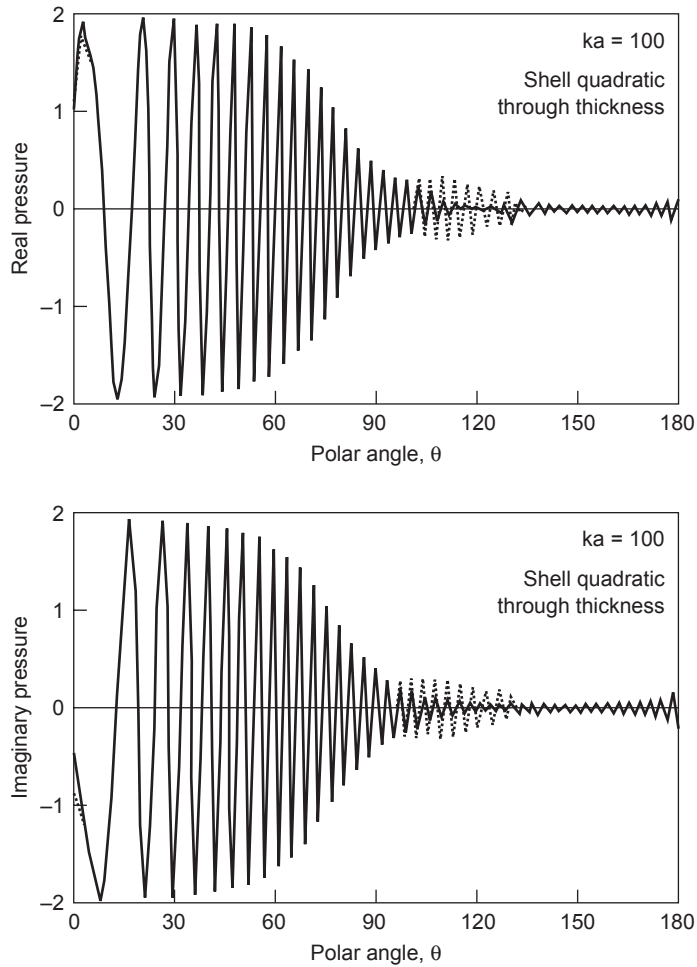 2
1
0
–1
–2
Real pressure
ka = 100
Shell quadratic
through thickness
0
30
60
90
120
150
180
Polar angle, θ
2
1
0
–1
–2
Imaginary pressure
ka = 100
Shell quadratic
through thickness
0
30
60
90
120
150
180
Polar angle, θ